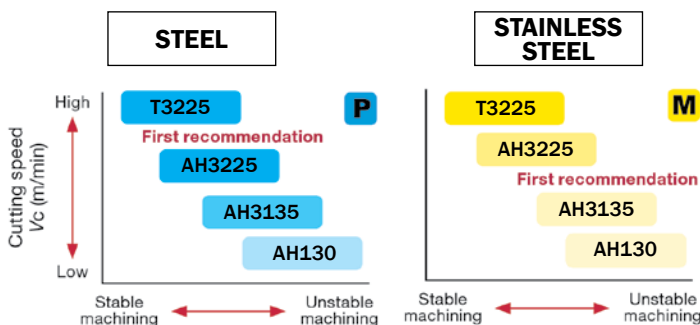 STEEL
High
Cutting speed
Vc (m/min)
Low
T3225
P
First recommendation
AH3225
AH3135
AH130
Stable
machining
Unstable
machining
STAINLESS
STEEL
T3225
M
AH3225
First recommendation
AH3135
AH130
Stable
machining
Unstable
machining